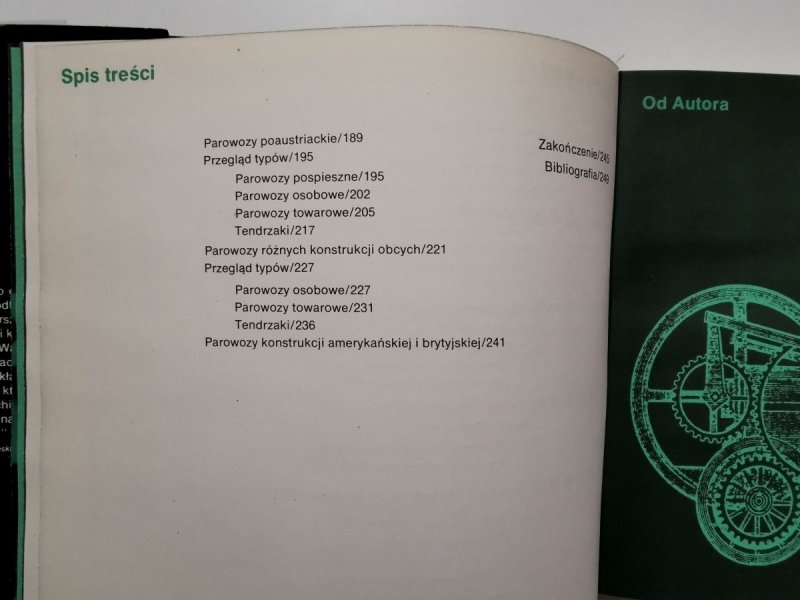 Spis treści
Parowozy poaustriackie/189
Przegląd typów/195
Parowozy pospieszne/195
Parowozy osobowe/202
Parowozy towarowe/205
Tendrzaki/217
Parowozy różnych konstrukcji obcych/221
Przegląd typów/227
Parowozy osobowe/227
Parowozy towarowe/231
Tendrzaki/236
Parowozy konstrukcji amerykańskiej i brytyjskiej/241
Zakończenie/245
Bibliografia/249
Od Autora